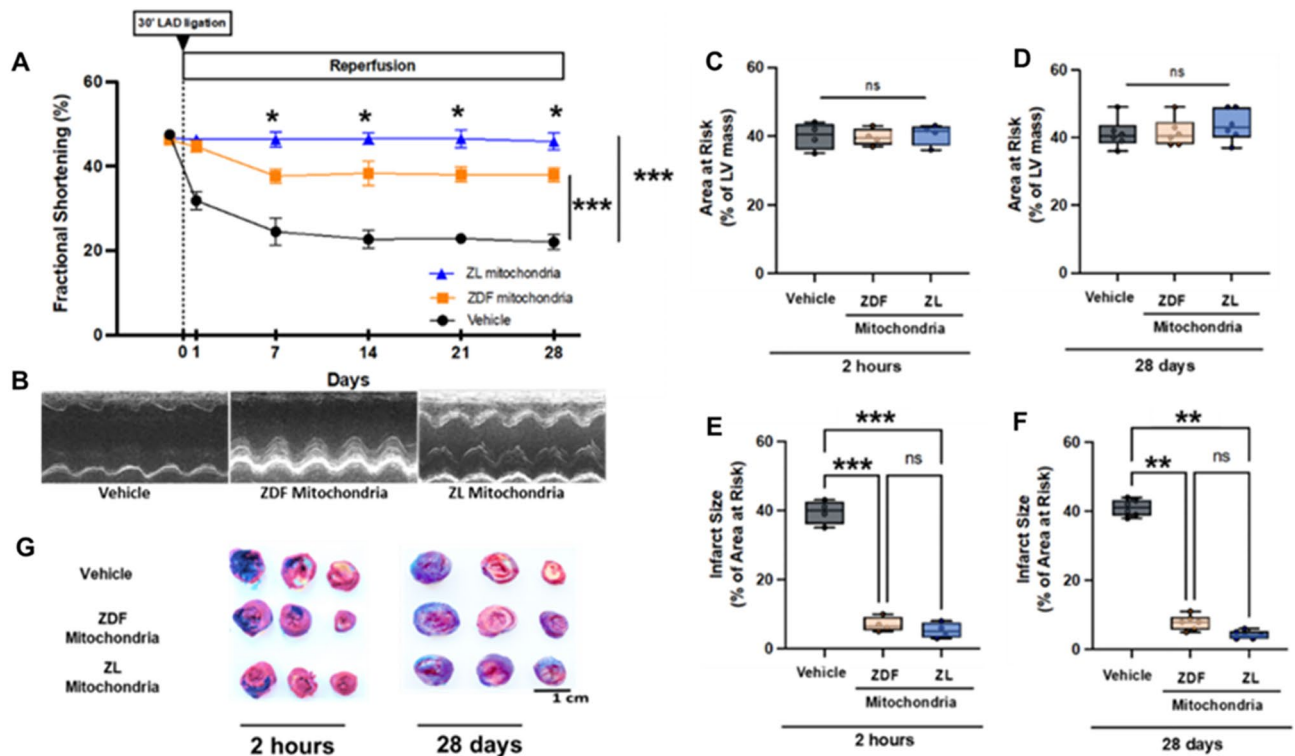 30' LAD ligation
A
Reperfusion
Fractional Shortening (%)
60
40
20
0
* * * *
***
***
ZL mitochondria
ZDF mitochondria
Vehicle
0 1 7 14 21 28
Days
B
Vehicle ZDF Mitochondria ZL Mitochondria
G
Vehicle
ZDF
Mitochondria
ZL
Mitochondria
1 cm
2 hours 28 days
C
Area at Risk
(% of LV mass)
60
40
20
0
ns
Vehicle ZDF ZL
Mitochondria
2 hours
D
Area at Risk
(% of LV mass)
60
40
20
0
ns
Vehicle ZDF ZL
Mitochondria
28 days
E
Infarct Size
(% of Area at Risk)
60
40
20
0
***
*** ns
Vehicle ZDF ZL
Mitochondria
2 hours
F
Infarct Size
(% of Area at Risk)
60
40
20
0
**
** ns
Vehicle ZDF ZL
Mitochondria
28 days